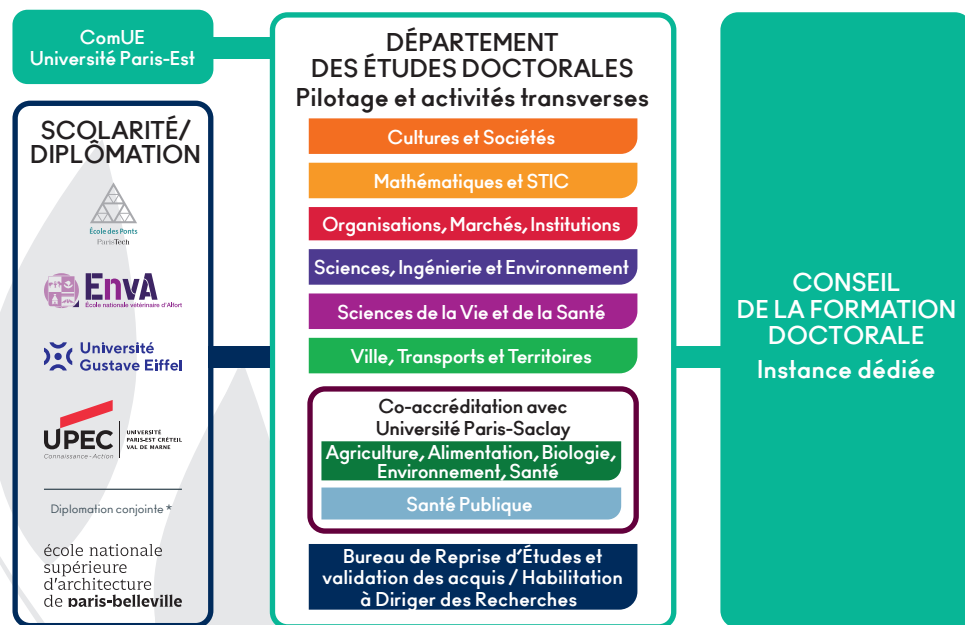 ComUE
Université Paris-Est
SCOLARITÉ/
DIPLÔMATION
École des Ponts
ParisTech
EnvA
École nationale vétérinaire d'Alfort
Université
Gustave Eiffel
UPEC
Connaissance - Action
UNIVERSITÉ
PARIS-EST CRÉTEIL
VAL DE MARNE
Diplomation conjointe *
école nationale
supérieure
d'architecture
de paris-belleville
DÉPARTEMENT
DES ÉTUDES DOCTORALES
Pilotage et activités transverses
Cultures et Sociétés
Mathématiques et STIC
Organisations, Marchés, Institutions
Sciences, Ingénierie et Environnement
Sciences de la Vie et de la Santé
Ville, Transports et Territoires
Co-accréditation avec
Université Paris-Saclay
Agriculture, Alimentation, Biologie,
Environnement, Santé
Santé Publique
Bureau de Reprise d'Études et
validation des acquis / Habilitation
à Diriger des Recherches
CONSEIL
DE LA FORMATION
DOCTORALE
Instance dédiée